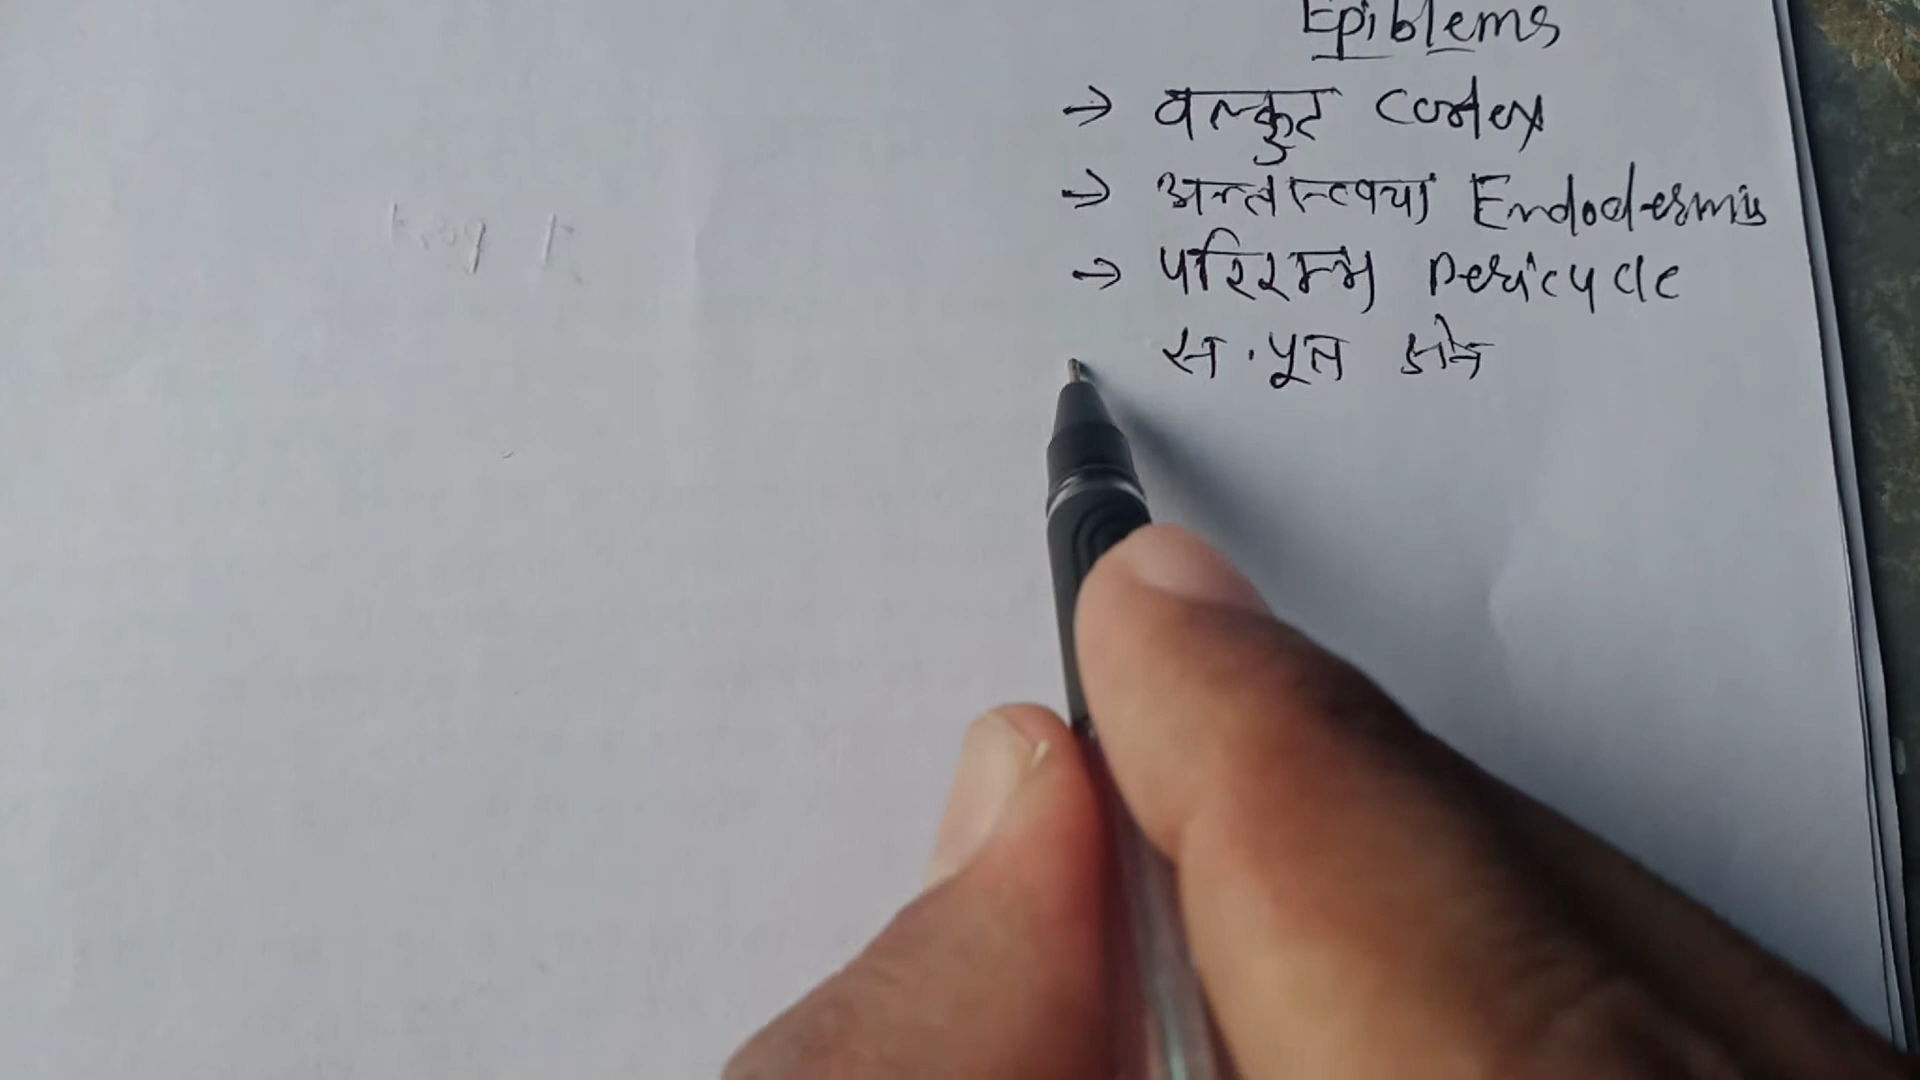 Epiblems
→ वल्कुट Cortex
→ अन्तस्त्वचा Endodermis
→ परिरम्भ Pericycle
स.पूल